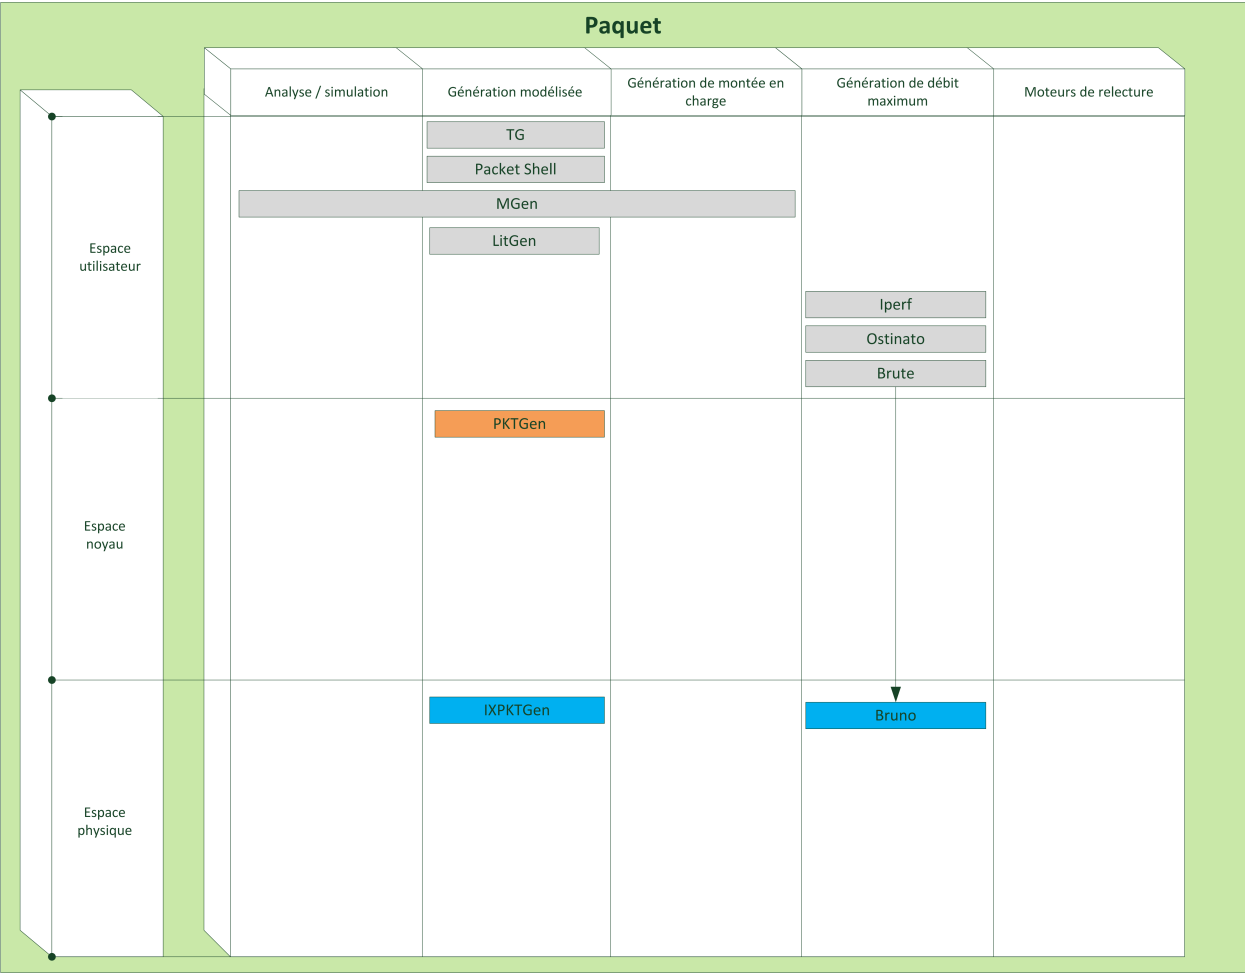 Paquet
Analyse / simulation
Génération modélisée
Génération de montée en
charge
Génération de débit
maximum
Moteurs de relecture
Espace
utilisateur
TG
Packet Shell
MGen
LitGen
Iperf
Ostinato
Brute
Espace
noyau
PKTGen
Espace
physique
IXPKTGen
Bruno